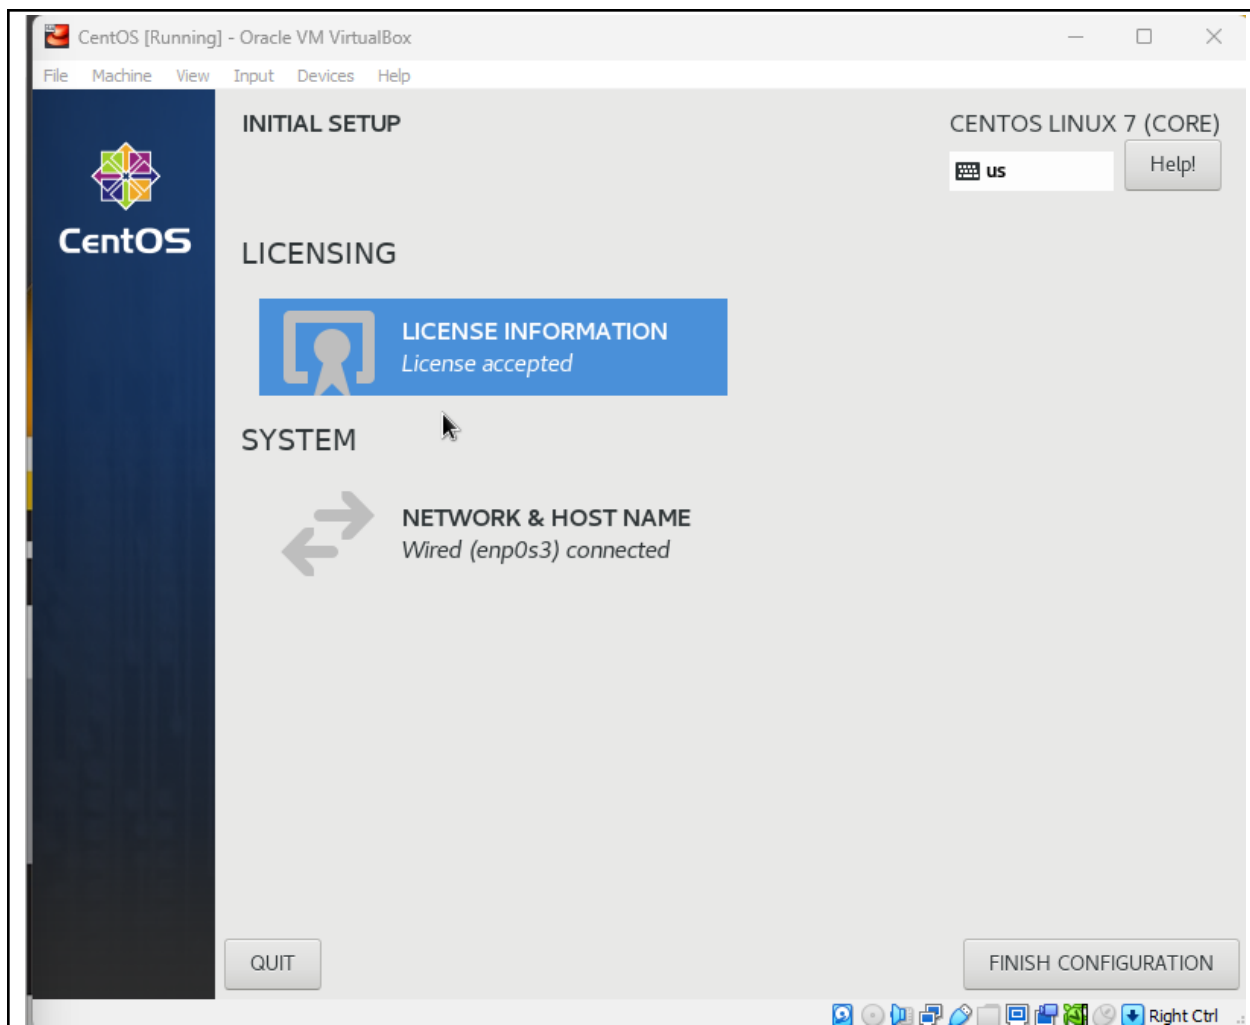 CentOS [Running] - Oracle VM VirtualBox
File Machine View Input Devices Help
INITIAL SETUP
CENTOS LINUX 7 (CORE)
us
Help!
CentOS
LICENSING
LICENSE INFORMATION
License accepted
SYSTEM
NETWORK & HOST NAME
Wired (enp0s3) connected
QUIT
FINISH CONFIGURATION
Right Ctrl